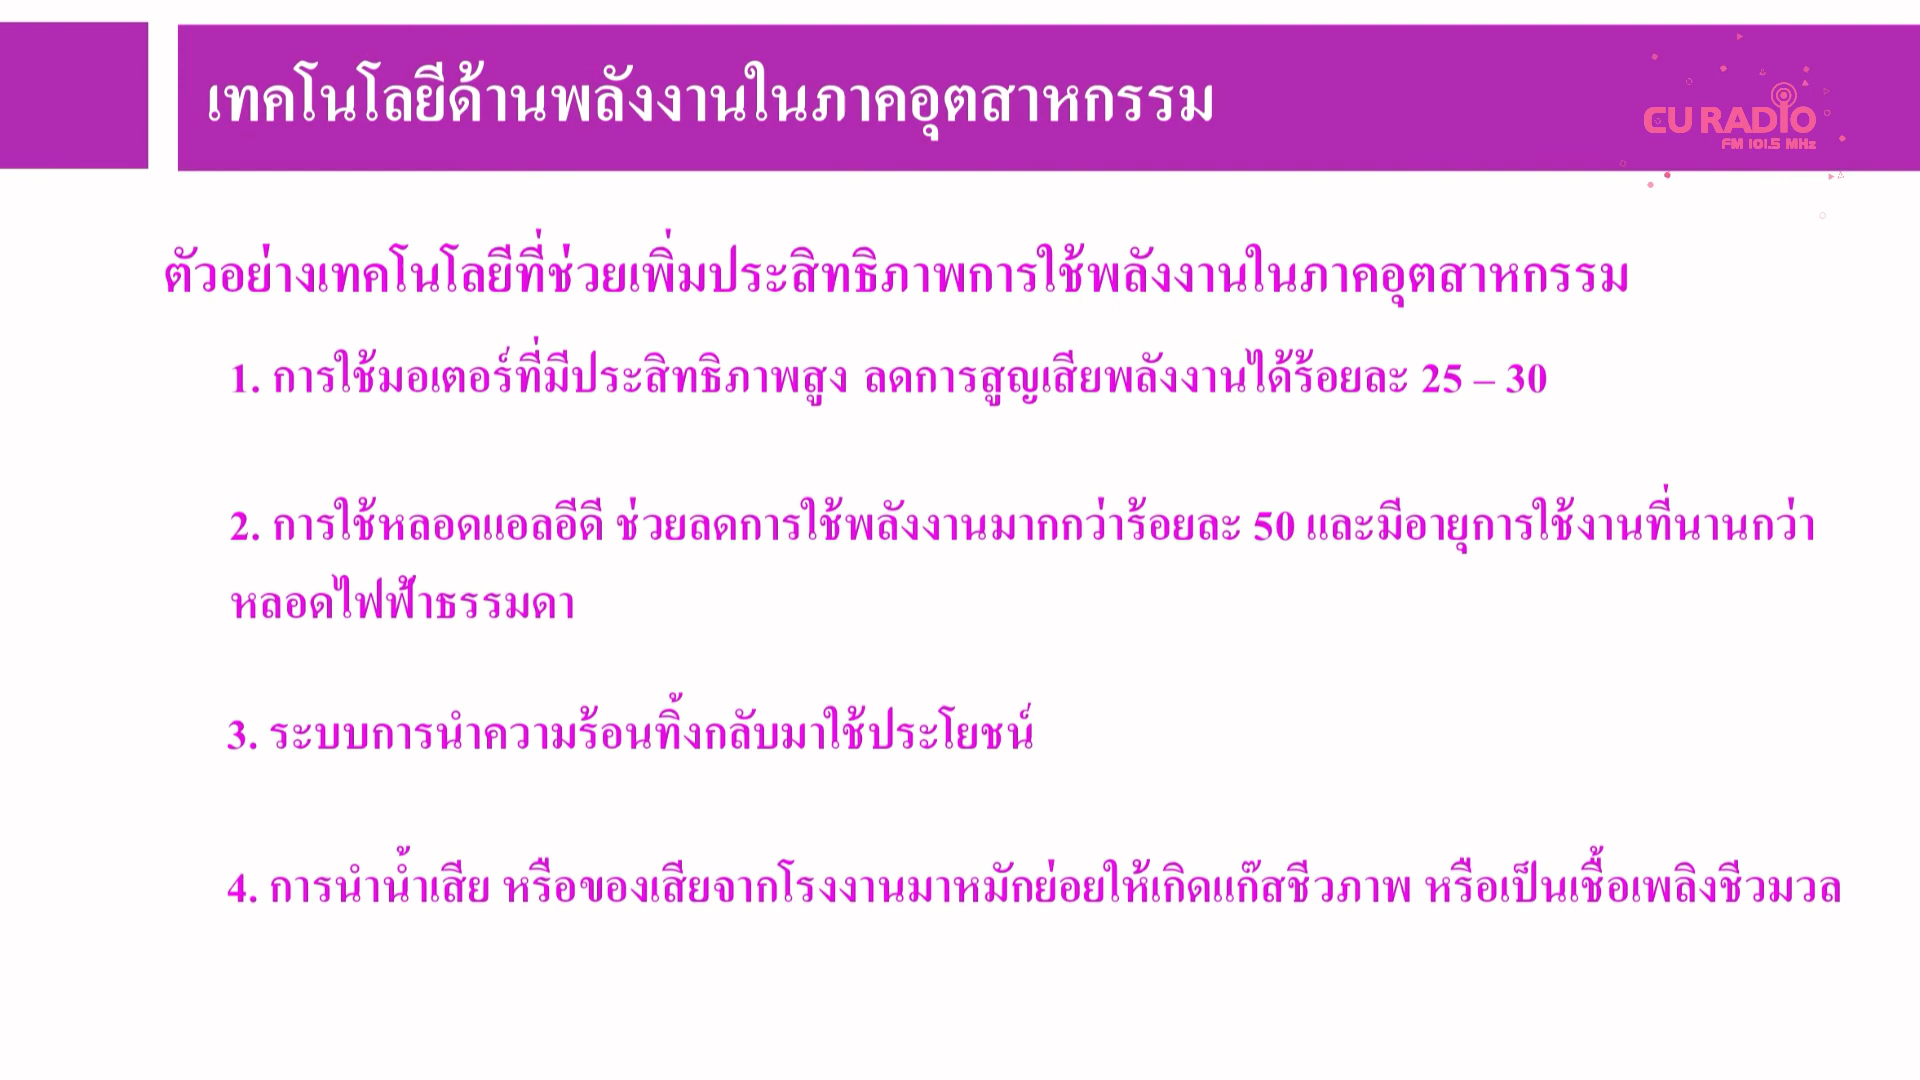 เทคโนโลยีด้านพลังงานในภาคอุตสาหกรรม
CU RADIO
FM 101.5 MHz
ตัวอย่างเทคโนโลยีที่ช่วยเพิ่มประสิทธิภาพการใช้พลังงานในภาคอุตสาหกรรม
1. การใช้มอเตอร์ที่มีประสิทธิภาพสูง ลดการสูญเสียพลังงานได้ร้อยละ 25 – 30
2. การใช้หลอดแอลอีดี ช่วยลดการใช้พลังงานมากกว่าร้อยละ 50 และมีอายุการใช้งานที่นานกว่า
หลอดไฟฟ้าธรรมดา
3. ระบบการนำความร้อนทิ้งกลับมาใช้ประโยชน์
4. การนำน้ำเสีย หรือของเสียจากโรงงานมาหมักย่อยให้เกิดแก๊สชีวภาพ หรือเป็นเชื้อเพลิงชีวมวล